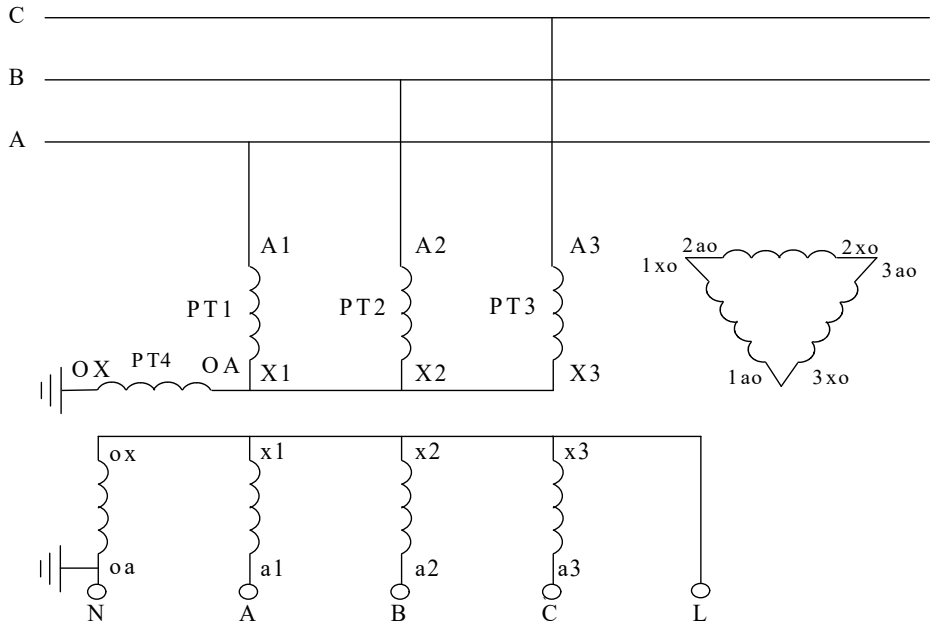 C
B
A
A1 A2 A3
2ao 2xo
1xo 3ao
PT1 PT2 PT3
OX PT4 OA X1 X2 X3
1ao 3xo
ox x1 x2 x3
oa a1 a2 a3
N A B C L